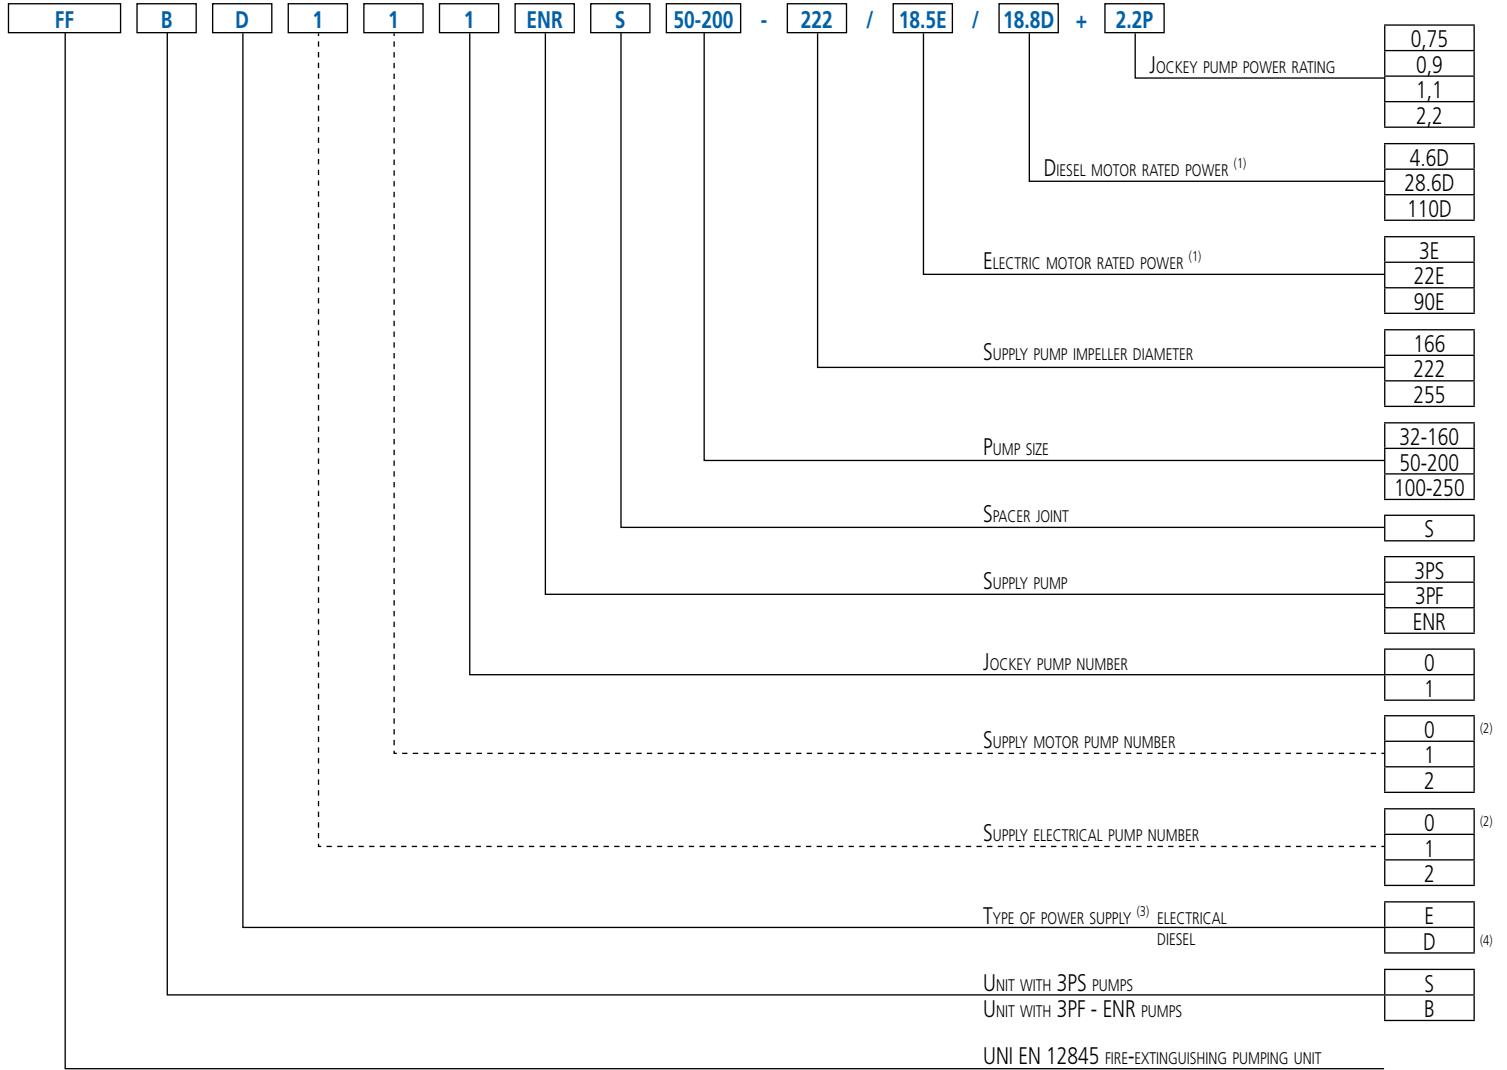 FF B D 1 1 1 ENR S 50-200 - 222 / 18.5E / 18.8D + 2.2P
0,75
Jockey pump power rating 0,9
1,1
2,2
4.6D
Diesel motor rated power (1) 28.6D
110D
3E
Electric motor rated power (1) 22E
90E
166
Supply pump impeller diameter 222
255
32-160
Pump size 50-200
100-250
Spacer joint S
3PS
Supply pump 3PF
ENR
Jockey pump number 0
1
0 (2)
Supply motor pump number 1
2
0 (2)
Supply electrical pump number 1
2
Type of power supply (3) electrical E
diesel D (4)
Unit with 3PS pumps S
Unit with 3PF - ENR pumps B
UNI EN 12845 fire-extinguishing pumping unit